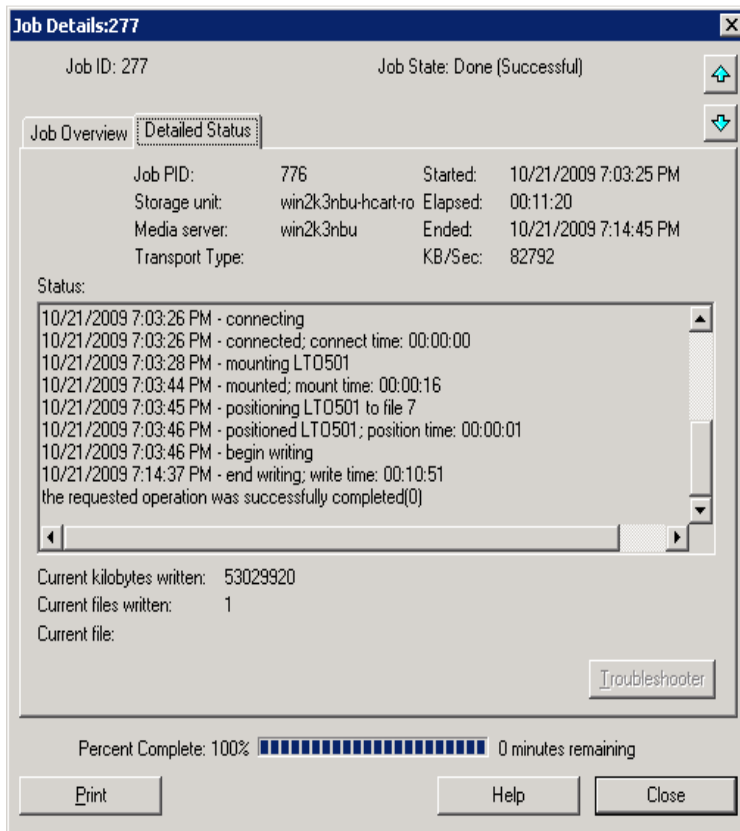 Job Details:277
Job ID: 277 Job State: Done (Successful)
Job Overview Detailed Status
Job PID: 776 Started: 10/21/2009 7:03:25 PM
Storage unit: win2k3nbu-hcart-ro Elapsed: 00:11:20
Media server: win2k3nbu Ended: 10/21/2009 7:14:45 PM
Transport Type: KB/Sec: 82792
Status:
10/21/2009 7:03:26 PM - connecting
10/21/2009 7:03:26 PM - connected; connect time: 00:00:00
10/21/2009 7:03:28 PM - mounting LTO501
10/21/2009 7:03:44 PM - mounted; mount time: 00:00:16
10/21/2009 7:03:45 PM - positioning LTO501 to file 7
10/21/2009 7:03:46 PM - positioned LTO501; position time: 00:00:01
10/21/2009 7:03:46 PM - begin writing
10/21/2009 7:14:37 PM - end writing; write time: 00:10:51
the requested operation was successfully completed(0)
Current kilobytes written: 53029920
Current files written: 1
Current file:
Troubleshooter
Percent Complete: 100% 0 minutes remaining
Print Help Close